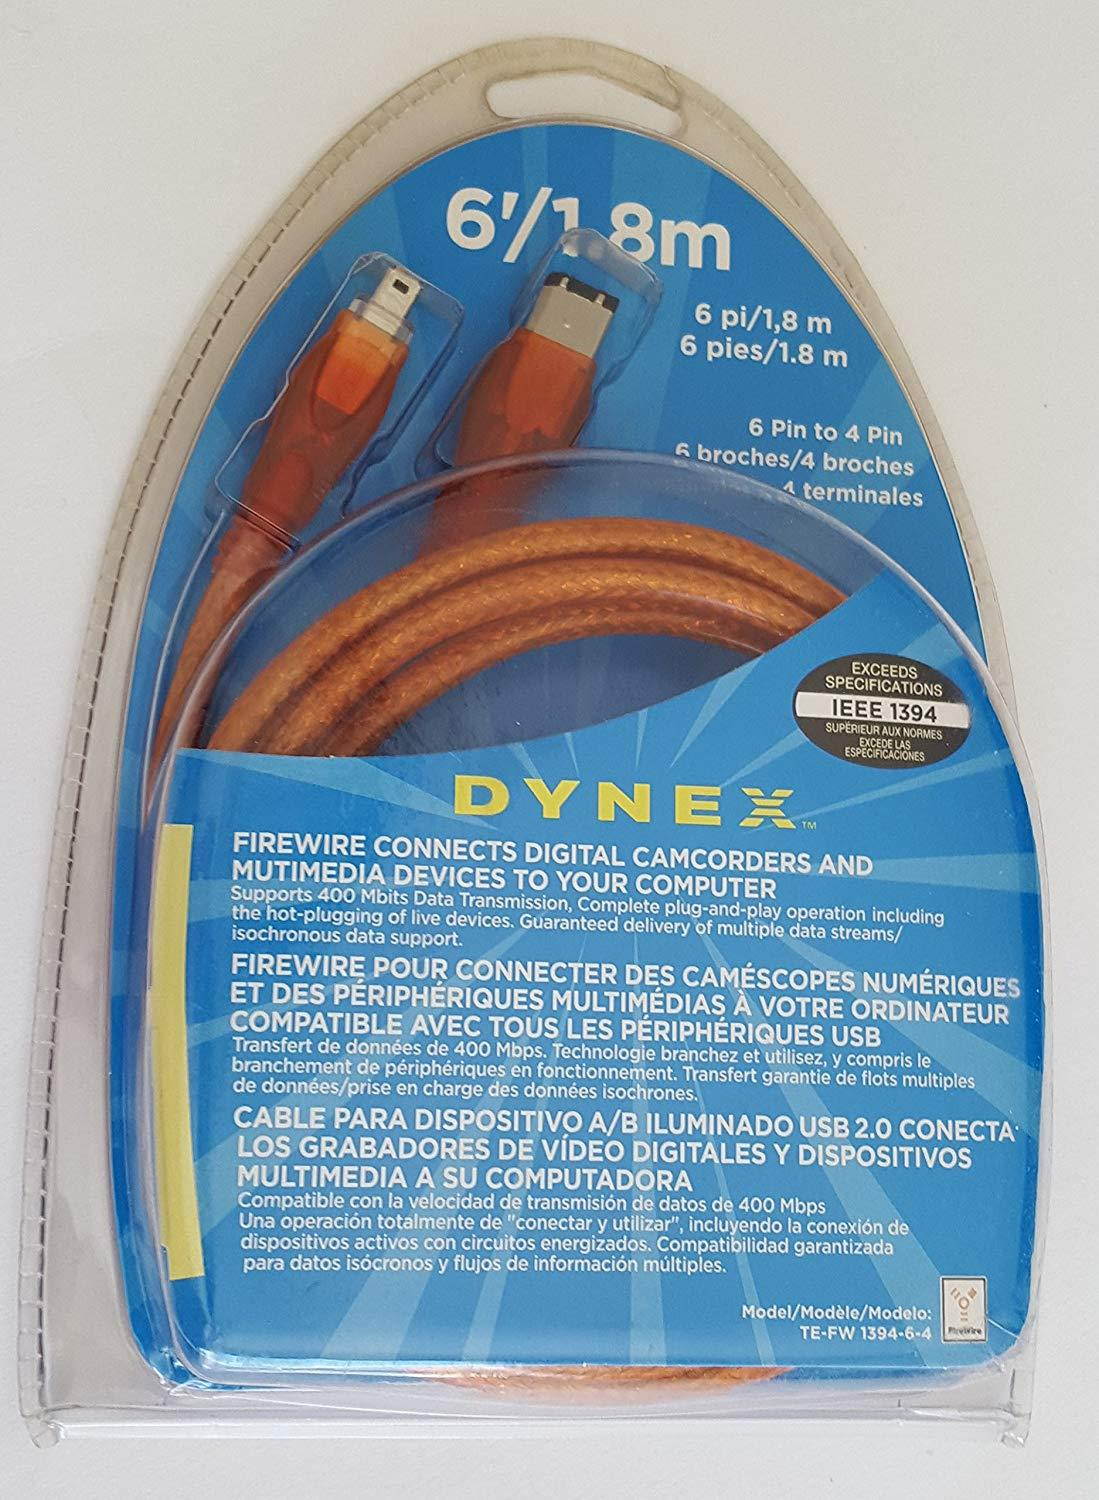 6'/1.8m
6 pi/1,8 m
6 pies/1.8 m
6 Pin to 4 Pin
6 broches/4 broches
4 terminales
EXCEEDS
SPECIFICATIONS
IEEE 1394
SUPÉRIEUR AUX NORMES
EXCEDE LAS
ESPECIFICACIONES
DYNEX™
FIREWIRE CONNECTS DIGITAL CAMCORDERS AND
MUTIMEDIA DEVICES TO YOUR COMPUTER
Supports 400 Mbits Data Transmission, Complete plug-and-play operation including
the hot-plugging of live devices. Guaranteed delivery of multiple data streams/
isochronous data support.
FIREWIRE POUR CONNECTER DES CAMÉSCOPES NUMÉRIQUES
ET DES PÉRIPHÉRIQUES MULTIMÉDIAS À VOTRE ORDINATEUR
COMPATIBLE AVEC TOUS LES PÉRIPHÉRIQUES USB
Transfert de données de 400 Mbps. Technologie branchez et utilisez, y compris le
branchement de périphériques en fonctionnement. Transfert garantie de flots multiples
de données/prise en charge des données isochrones.
CABLE PARA DISPOSITIVO A/B ILUMINADO USB 2.0 CONECTA
LOS GRABADORES DE VÍDEO DIGITALES Y DISPOSITIVOS
MULTIMEDIA A SU COMPUTADORA
Compatible con la velocidad de transmisión de datos de 400 Mbps
Una operación totalmente de "conectar y utilizar", incluyendo la conexión de
dispositivos activos con circuitos energizados. Compatibilidad garantizada
para datos isócronos y flujos de información múltiples.
Model/Modèle/Modelo:
TE-FW 1394-6-4
FireWire